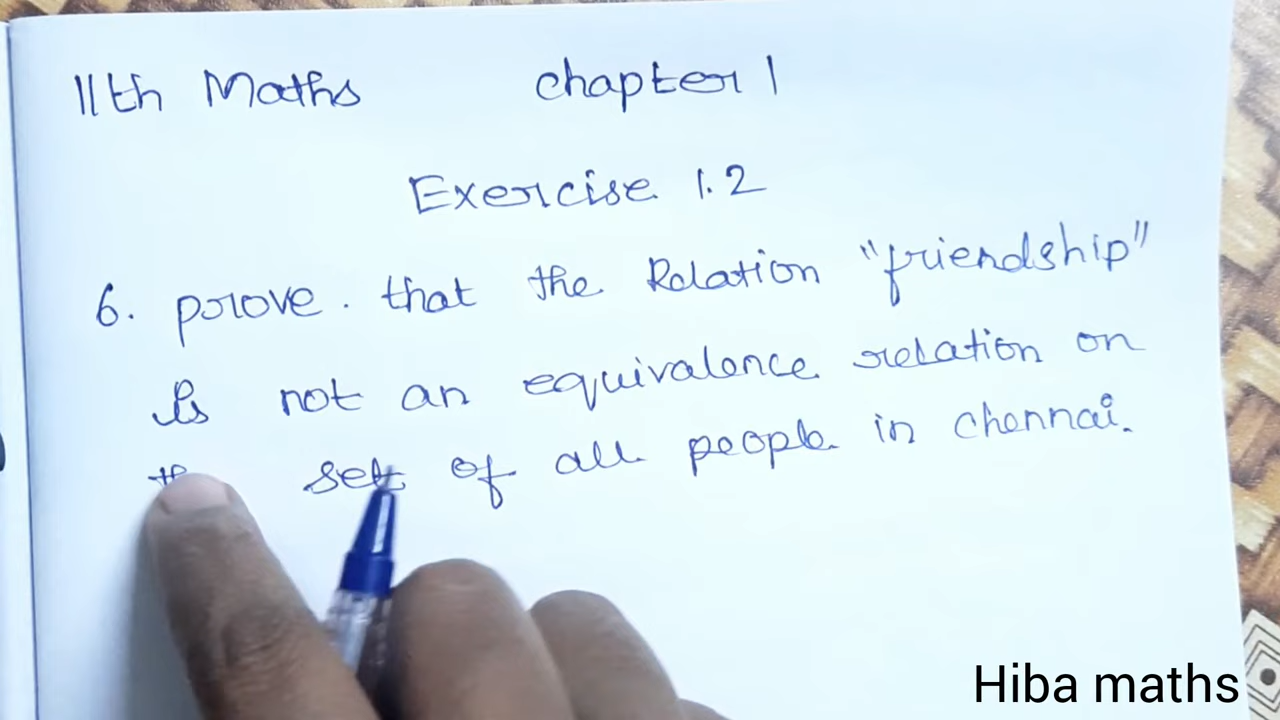 11th Maths chapter 1
Exercise 1.2
6. prove. that the Relation "friendship"
is not an equivalence relation on
set of all people in chennai.
Hiba maths